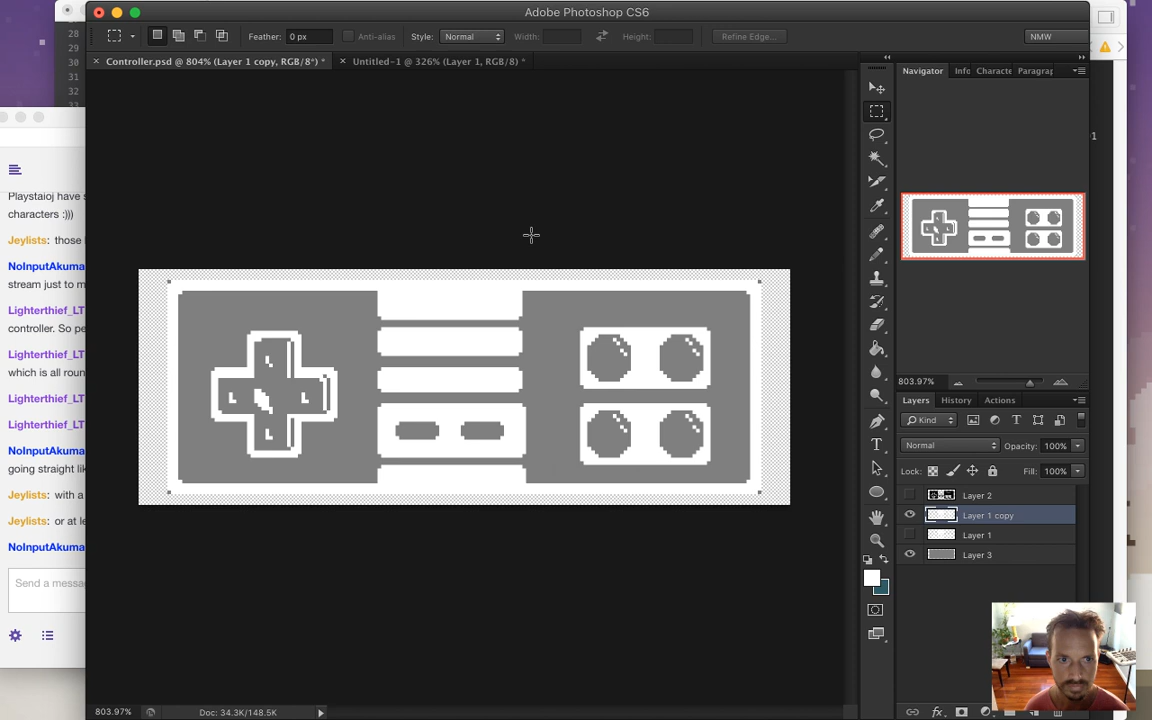 Adobe Photoshop CS6
Feather: 0 px Anti-alias Style: Normal Width: Height: Refine Edge... NMW
× Controller.psd @ 804% (Layer 1 copy, RGB/8*) * × Untitled-1 @ 326% (Layer 1, RGB/8) *
28
29
30
31
32
33
Navigator Info Characte Paragrap
803.97%
Layers History Actions
Kind
Normal Opacity: 100%
Lock: Fill: 100%
Layer 2
Layer 1 copy
Layer 1
Layer 3
Playstaioj have s
characters :)))
Jeylists: those
NoInputAkuma
stream just to m
Lighterthief_LT
controller. So pe
Lighterthief_LT
which is all roun
Lighterthief_LT
Lighterthief_LT
NoInputAkuma
going straight lik
Jeylists: with a
Jeylists: or at le
NoInputAkuma
Send a messa
803.97% Doc: 34.3K/148.5K